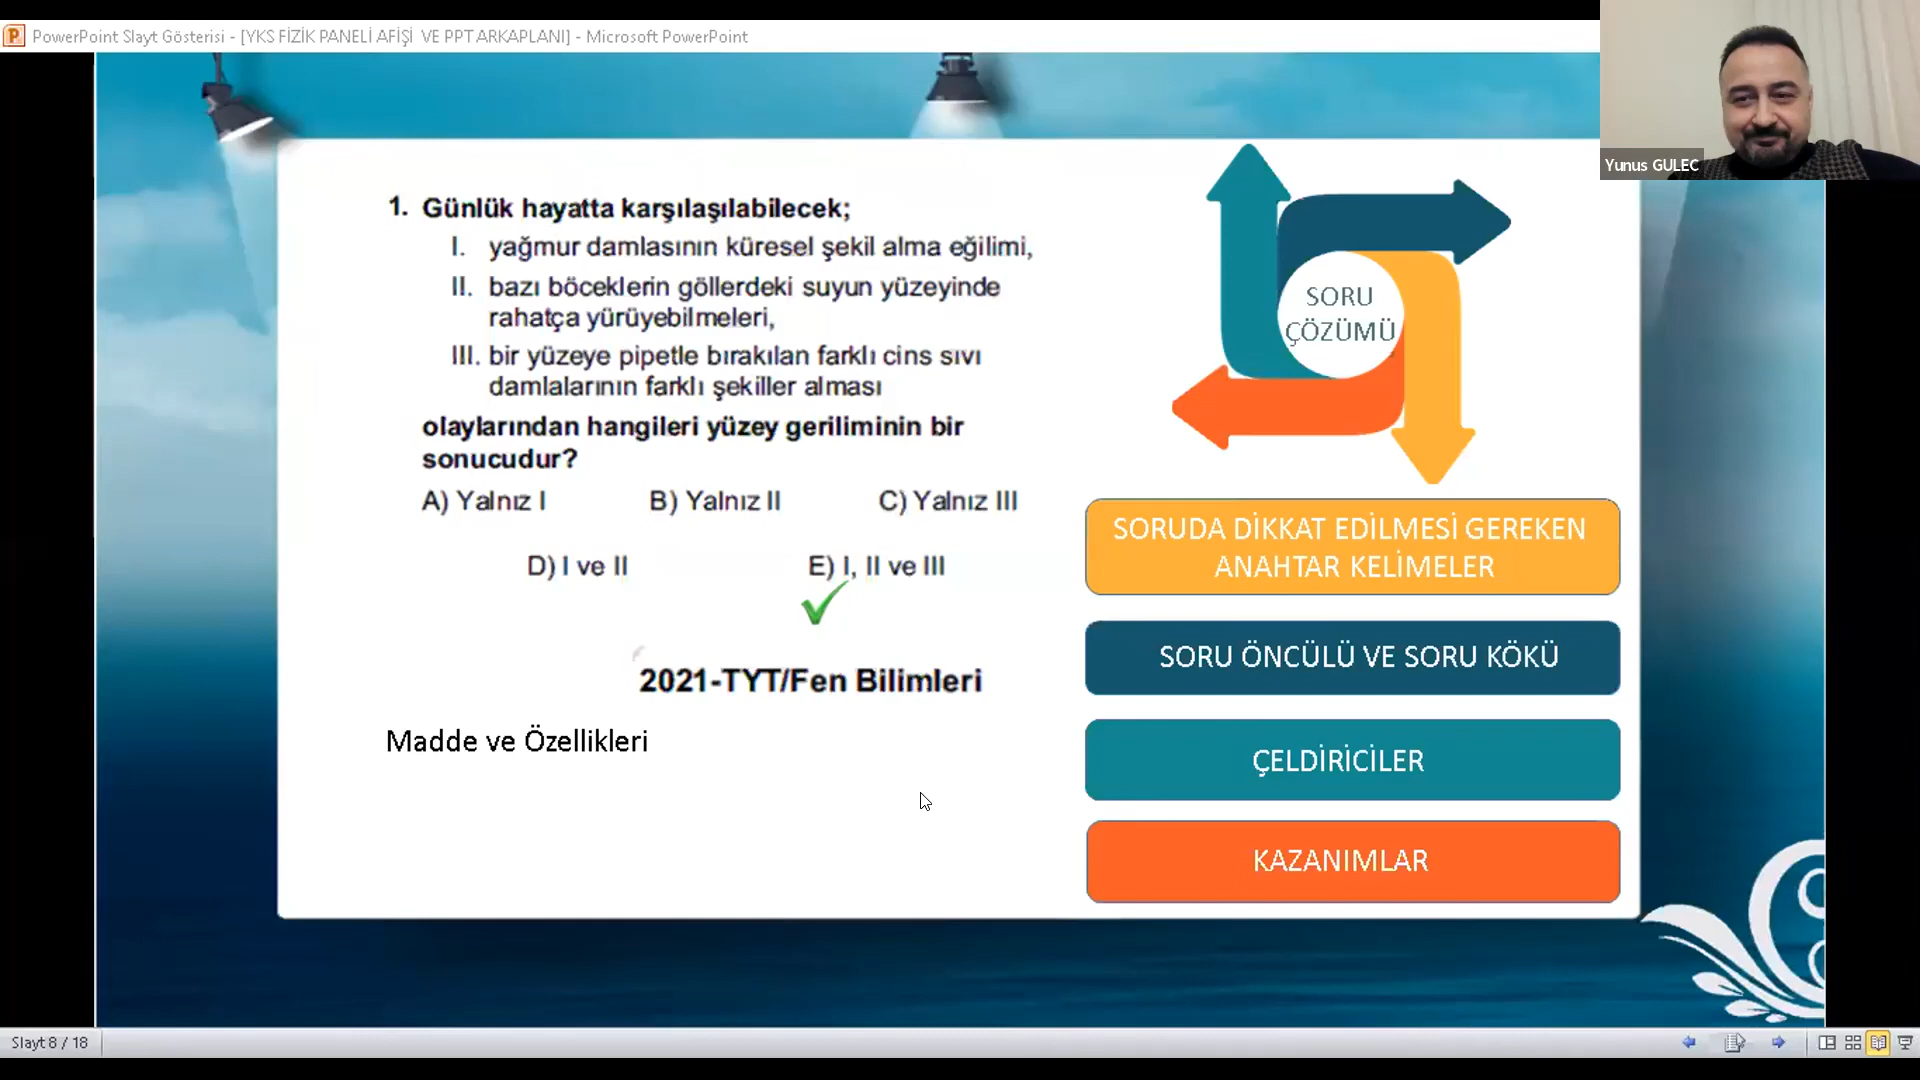 PowerPoint Slayt Gösterisi - [YKS FİZİK PANELİ AFİŞİ VE PPT ARKAPLANI] - Microsoft PowerPoint
Yunus GULEC
1. Günlük hayatta karşılaşılabilecek;
I. yağmur damlasının küresel şekil alma eğilimi,
II. bazı böceklerin göllerdeki suyun yüzeyinde
rahatça yürüyebilmeleri,
III. bir yüzeye pipetle bırakılan farklı cins sıvı
damlalarının farklı şekiller alması
olaylarından hangileri yüzey geriliminin bir
sonucudur?
A) Yalnız I B) Yalnız II C) Yalnız III
D) I ve II E) I, II ve III
2021-TYT/Fen Bilimleri
Madde ve Özellikleri
SORU
ÇÖZÜMÜ
SORUDA DİKKAT EDİLMESİ GEREKEN
ANAHTAR KELİMELER
SORU ÖNCÜLÜ VE SORU KÖKÜ
ÇELDİRİCİLER
KAZANIMLAR
Slayt 8 / 18